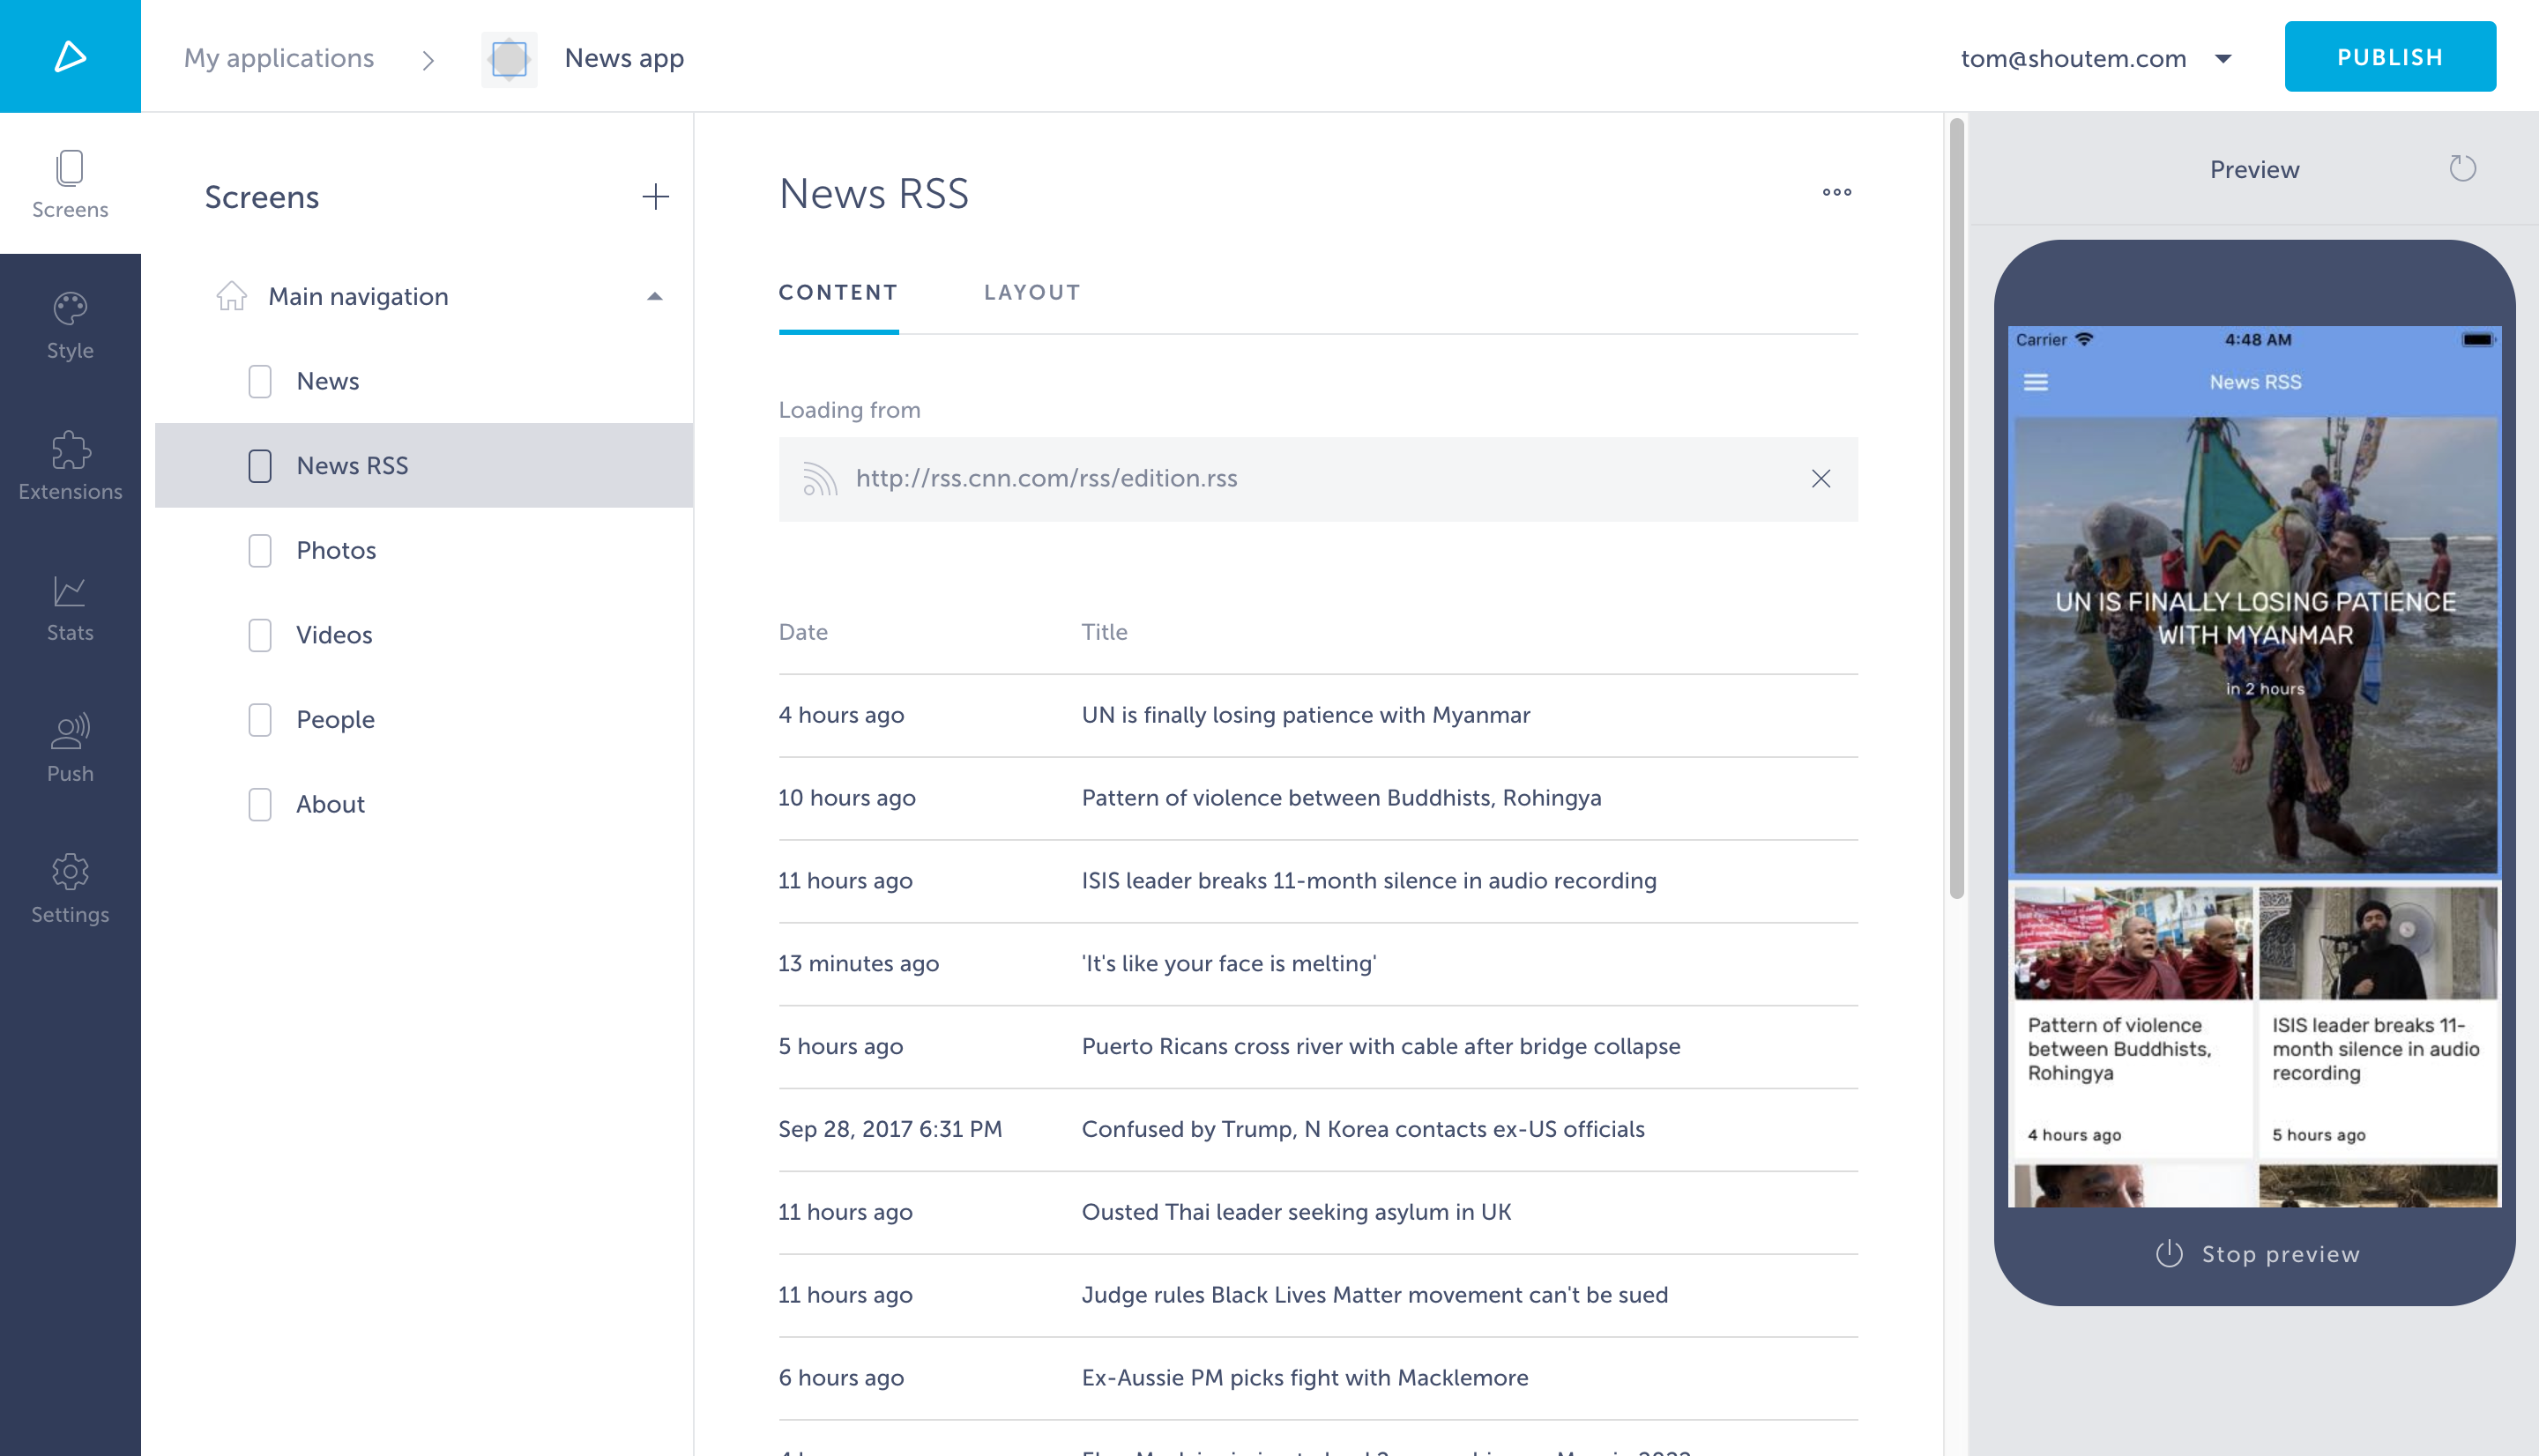 My applications
News app
tom@shoutem.com
PUBLISH
Screens
Style
Extensions
Stats
Push
Settings
Screens
Main navigation
News
News RSS
Photos
Videos
People
About
News RSS
CONTENT
LAYOUT
Loading from
http://rss.cnn.com/rss/edition.rss
Date Title
4 hours ago UN is finally losing patience with Myanmar
10 hours ago Pattern of violence between Buddhists, Rohingya
11 hours ago ISIS leader breaks 11-month silence in audio recording
13 minutes ago 'It's like your face is melting'
5 hours ago Puerto Ricans cross river with cable after bridge collapse
Sep 28, 2017 6:31 PM Confused by Trump, N Korea contacts ex-US officials
11 hours ago Ousted Thai leader seeking asylum in UK
11 hours ago Judge rules Black Lives Matter movement can't be sued
6 hours ago Ex-Aussie PM picks fight with Macklemore
Preview
Carrier 4:48 AM
News RSS
UN IS FINALLY LOSING PATIENCE
WITH MYANMAR
in 2 hours
Pattern of violence
between Buddhists,
Rohingya
4 hours ago
ISIS leader breaks 11-
month silence in audio
recording
5 hours ago
Stop preview